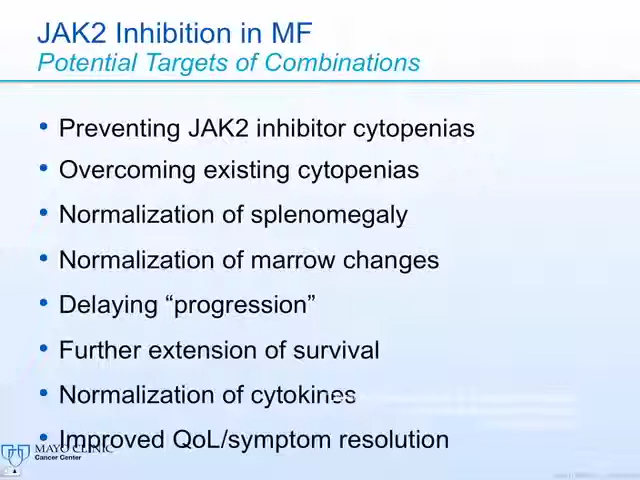 JAK2 Inhibition in MF
Potential Targets of Combinations
• Preventing JAK2 inhibitor cytopenias
• Overcoming existing cytopenias
• Normalization of splenomegaly
• Normalization of marrow changes
• Delaying “progression”
• Further extension of survival
• Normalization of cytokines
• Improved QoL/symptom resolution
MAYO CLINIC
Cancer Center